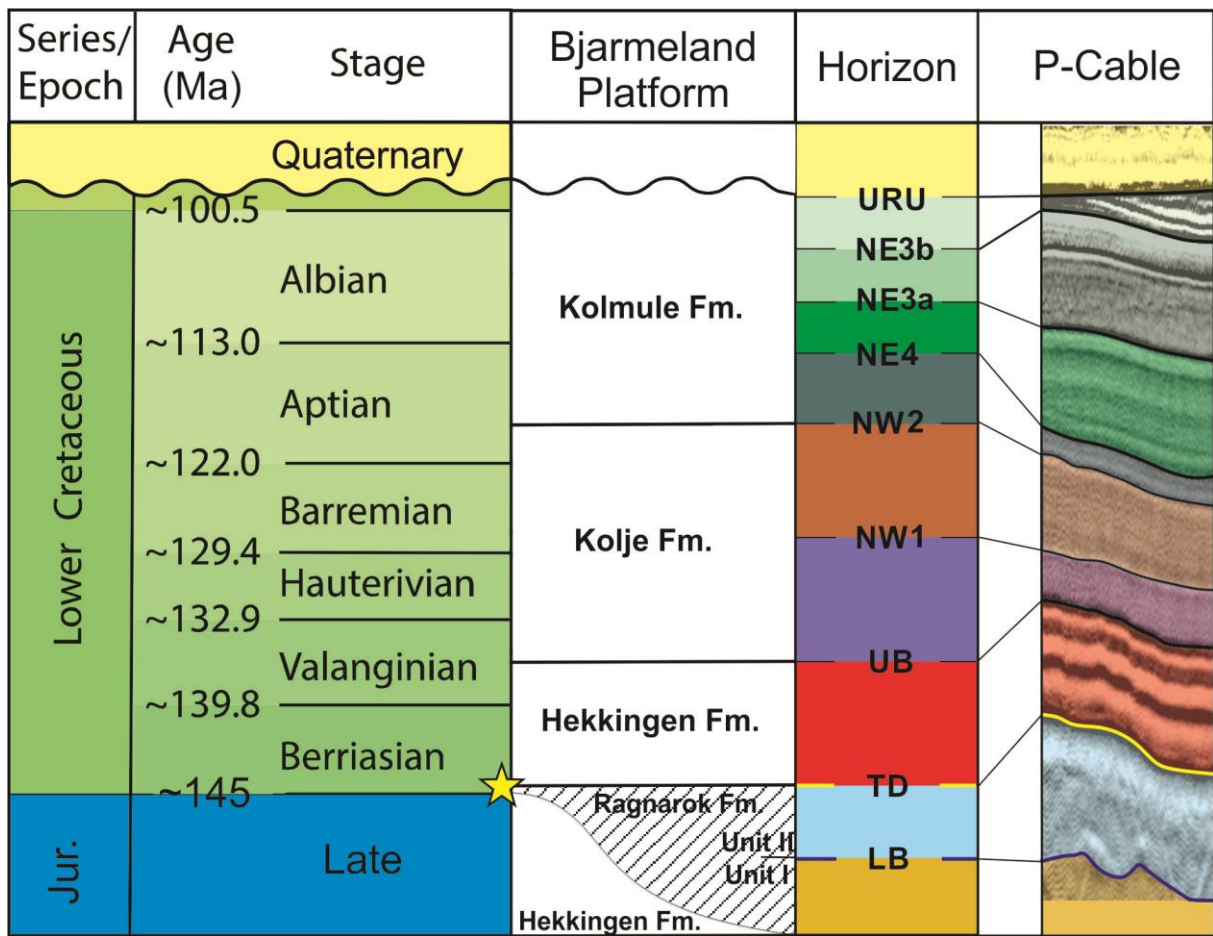 Series/
Epoch
Age
(Ma)
Stage
Bjarmeland
Platform
Horizon
P-Cable
Quaternary
~100.5
Albian
~113.0
Aptian
~122.0
Barremian
~129.4
Hauterivian
~132.9
Valanginian
~139.8
Berriasian
~145
Late
Lower Cretaceous
Jur.
Kolmule Fm.
Kolje Fm.
Hekkingen Fm.
Ragnarok Fm.
Unit II
Unit I
Hekkingen Fm.
URU
NE3b
NE3a
NE4
NW2
NW1
UB
TD
LB